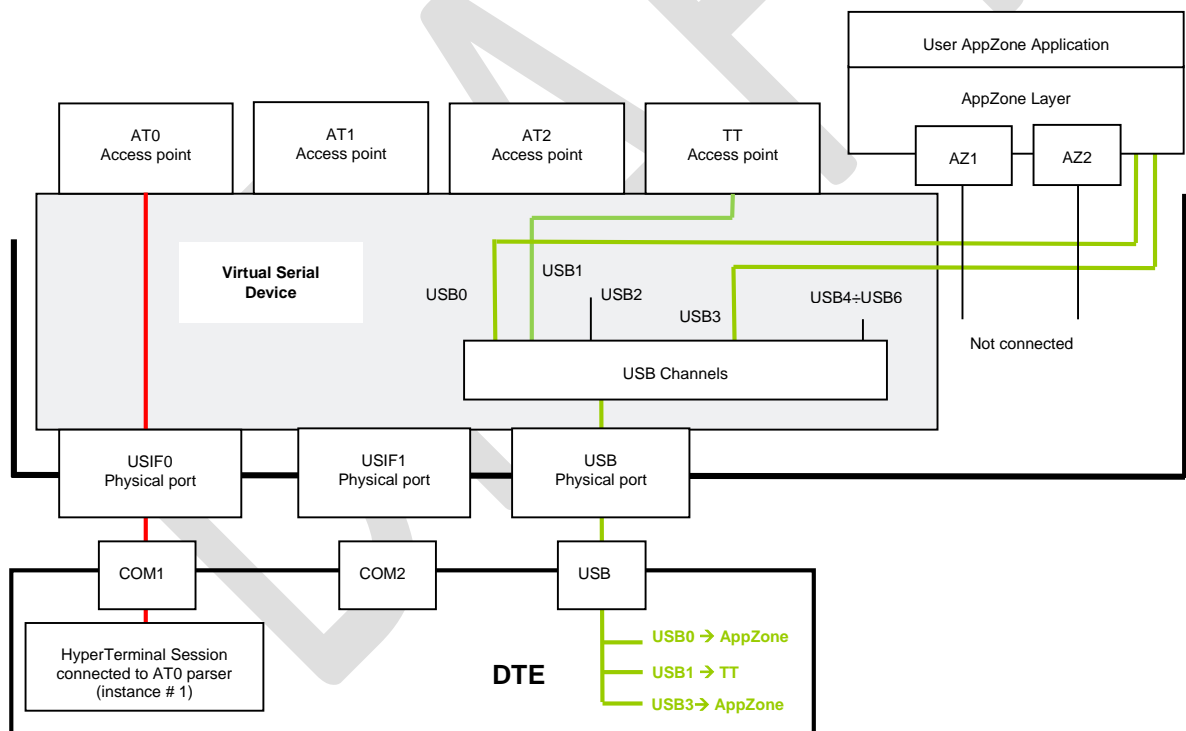 User AppZone Application
AppZone Layer
AT0
Access point
AT1
Access point
AT2
Access point
TT
Access point
AZ1
AZ2
Virtual Serial
Device
USB0
USB1
USB2
USB3
USB4÷USB6
Not connected
USB Channels
USIF0
Physical port
USIF1
Physical port
USB
Physical port
COM1
COM2
USB
HyperTerminal Session
connected to AT0 parser
(instance # 1)
DTE
USB0 → AppZone
USB1 → TT
USB3→ AppZone